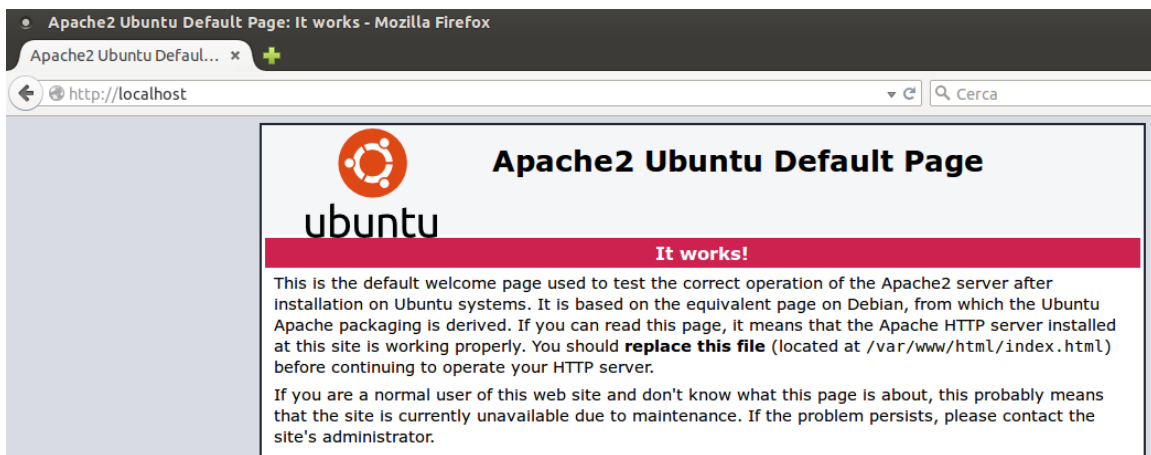 Apache2 Ubuntu Default Page: It works - Mozilla Firefox
Apache2 Ubuntu Defaul...
http://localhost
Cerca
ubuntu
Apache2 Ubuntu Default Page
It works!
This is the default welcome page used to test the correct operation of the Apache2 server after
installation on Ubuntu systems. It is based on the equivalent page on Debian, from which the Ubuntu
Apache packaging is derived. If you can read this page, it means that the Apache HTTP server installed
at this site is working properly. You should replace this file (located at /var/www/html/index.html)
before continuing to operate your HTTP server.
If you are a normal user of this web site and don't know what this page is about, this probably means
that the site is currently unavailable due to maintenance. If the problem persists, please contact the
site's administrator.